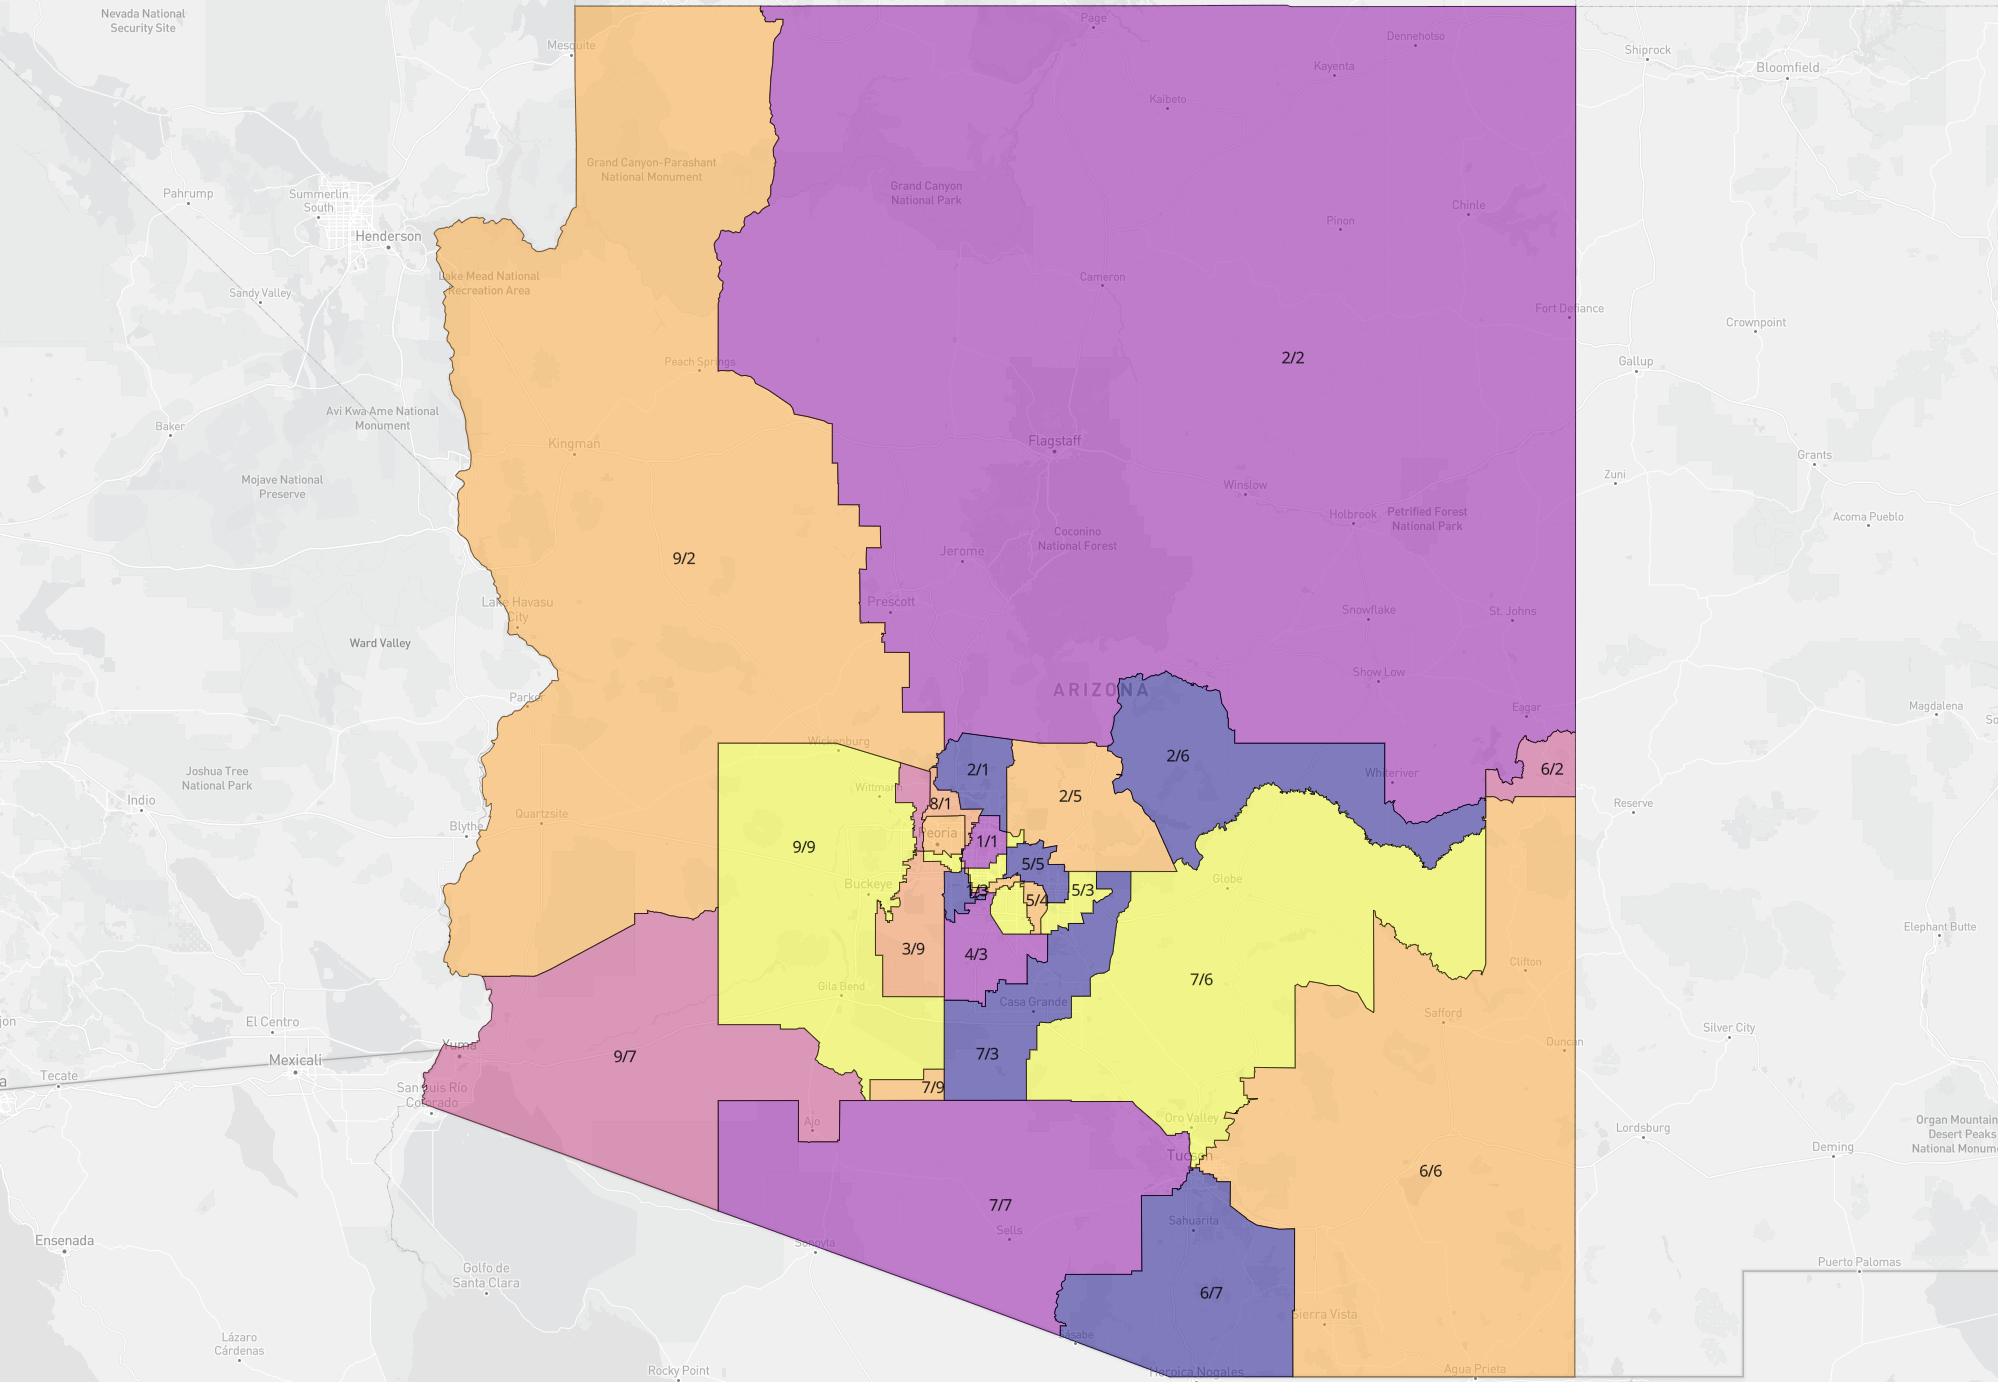 Nevada National
Security Site
Page
Dennehotso
Mesquite
Shiprock
Kayenta
Bloomfield
Kaibeto
Grand Canyon-Parashant
National Monument
Pahrump
Summerlin
South
Grand Canyon
National Park
Chinle
Pinon
Henderson
Lake Mead National
Recreation Area
Cameron
Sandy Valley
Fort Defiance
Crownpoint
2/2
Peach Springs
Gallup
Avi Kwa Ame National
Monument
Baker
Kingman
Flagstaff
Grants
Mojave National
Preserve
Zuni
Winslow
Holbrook
Petrified Forest
National Park
Acoma Pueblo
Coconino
National Forest
Jerome
9/2
Lake Havasu
City
Prescott
Snowflake
St. Johns
Ward Valley
Show Low
ARIZONA
Parker
Eagar
Magdalena
So
Wickenburg
2/6
2/1
6/2
Joshua Tree
National Park
Whiteriver
Wittmann
2/5
8/1
Indio
Reserve
Quartzsite
Blythe
Peoria
1/1
9/9
5/5
Globe
Buckeye
1/3
5/3
5/4
Elephant Butte
3/9
4/3
Clifton
7/6
Gila Bend
Casa Grande
jon
El Centro
Safford
Silver City
Yuma
Duncan
9/7
7/3
Mexicali
Tecate
a
San Luis Río
Colorado
7/9
Ajo
Oro Valley
Lordsburg
Organ Mountain
Desert Peaks
National Monume
Deming
Tucson
6/6
7/7
Sahuarita
Sells
Ensenada
Sonoyta
Puerto Palomas
Golfo de
Santa Clara
6/7
Sierra Vista
Lázaro
Cárdenas
Sásabe
Rocky Point
Heroica Nogales
Agua Prieta